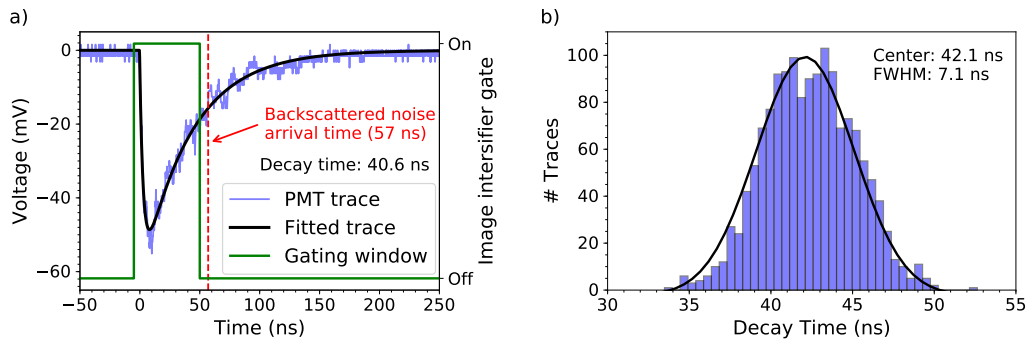 a)
0
−20
−40
−60
Voltage (mV)
−50
0
50
100
150
200
250
Time (ns)
On
Off
Image intersifier gate
Backscattered noise
arrival time (57 ns)
Decay time: 40.6 ns
PMT trace
Fitted trace
Gating window
b)
100
80
60
40
20
0
# Traces
30
35
40
45
50
55
Decay Time (ns)
Center: 42.1 ns
FWHM: 7.1 ns